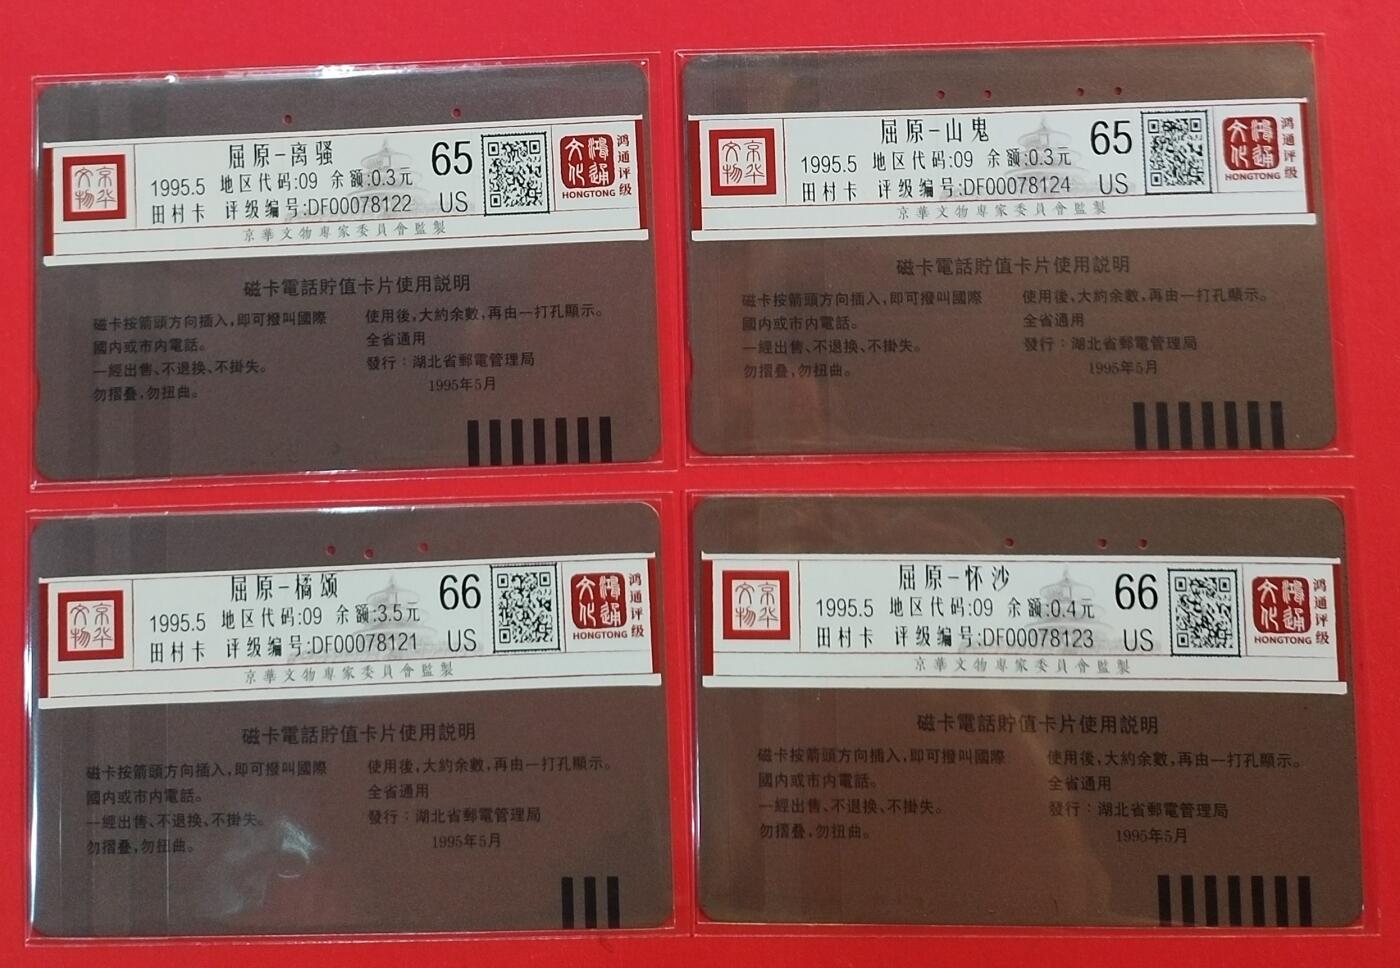 京华文物
屈原-离骚
65
1995.5 地区代码:09 余额:0.3元
田村卡 评级编号:DF00078122 US
京華文物專家委員會監製
鸿通文化
HONGTONG
鸿通评级
磁卡電話貯值卡片使用説明
磁卡按箭頭方向插入,即可撥叫國際
國内或市内電話。
一經出售、不退换、不掛失。
勿摺叠,勿扭曲。
使用後,大約余數,再由一打孔顯示。
全省通用
發行：湖北省郵電管理局
1995年5月
京华文物
屈原-山鬼
65
1995.5 地区代码:09 余额:0.3元
田村卡 评级编号:DF00078124 US
京華文物專家委員會監製
鸿通文化
HONGTONG
鸿通评级
磁卡電話貯值卡片使用説明
磁卡按箭頭方向插入,即可撥叫國際
國内或市内電話。
一經出售、不退换、不掛失。
勿摺叠,勿扭曲。
使用後,大約余數,再由一打孔顯示。
全省通用
發行：湖北省郵電管理局
1995年5月
京华文物
屈原-橘颂
66
1995.5 地区代码:09 余额:3.5元
田村卡 评级编号:DF00078121 US
京華文物專家委員會監製
鸿通文化
HONGTONG
鸿通评级
磁卡電話貯值卡片使用説明
磁卡按箭頭方向插入,即可撥叫國際
國内或市内電話。
一經出售、不退换、不掛失。
勿摺叠,勿扭曲。
使用後,大約余數,再由一打孔顯示。
全省通用
發行：湖北省郵電管理局
1995年5月
京华文物
屈原-怀沙
66
1995.5 地区代码:09 余额:0.4元
田村卡 评级编号:DF00078123 US
京華文物專家委員會監製
鸿通文化
HONGTONG
鸿通评级
磁卡電話貯值卡片使用説明
磁卡按箭頭方向插入,即可撥叫國際
國内或市内電話。
一經出售、不退换、不掛失。
勿摺叠,勿扭曲。
使用後,大約余數,再由一打孔顯示。
全省通用
發行：湖北省郵電管理局
1995年5月